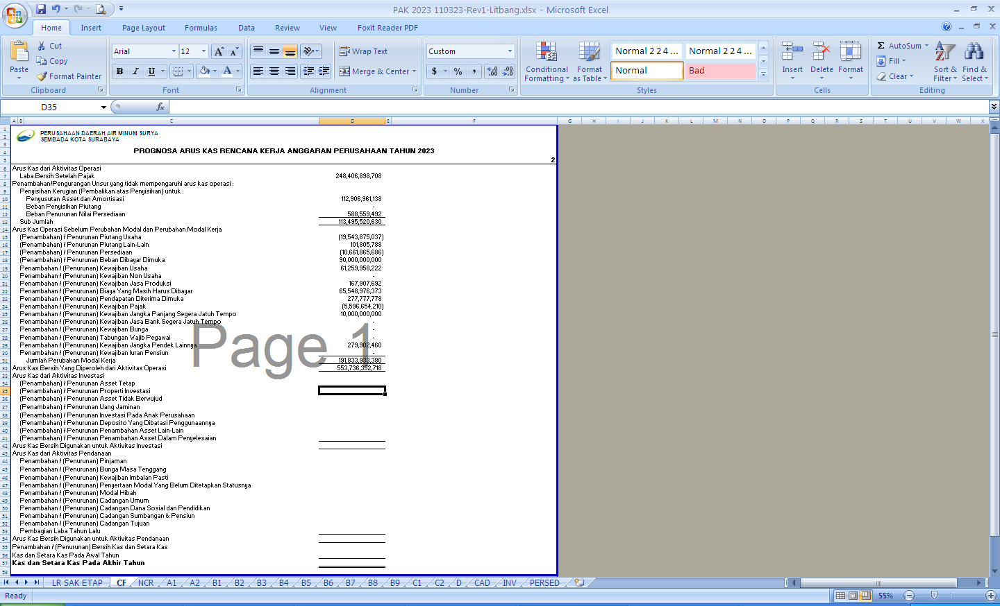 PAK 2023 110323-Rev1-Litbang.xlsx - Microsoft Excel
Home Insert Page Layout Formulas Data Review View Foxit Reader PDF
Paste Cut Copy Format Painter Clipboard
Arial 12 Font
Wrap Text Merge & Center Alignment
Custom $ % , Number
Conditional Formatting Format as Table Normal 2 2 4 ... Normal 2 2 4 ... Normal Bad Styles
Insert Delete Format Cells
AutoSum Fill Clear Sort & Filter Find & Select Editing
D35 fx
A B C D E F G H I J K L M N O P Q R S T U V W X
1 PERUSAHAAN DAERAH AIR MINUM SURYA
2 SEMBADA KOTA SURABAYA
3
4 PROGNOSA ARUS KAS RENCANA KERJA ANGGARAN PERUSAHAAN TAHUN 2023
5 2
6 Arus Kas dari Aktivitas Operasi
7 Laba Bersih Setelah Pajak 248,406,898,708
8 Penambahan/Pengurangan Unsur yang tidak mempengaruhi arus kas operasi :
9 Penyisihan Kerugian (Pembalikan atas Penyisihan) untuk :
10 Penyusutan Asset dan Amortisasi 112,906,961,138
11 Beban Penyisihan Piutang -
12 Beban Penurunan Nilai Persediaan 588,559,492
13 Sub Jumlah 113,495,520,630
14 Arus Kas Operasi Sebelum Perubahan Modal dan Perubahan Modal Kerja
15 (Penambahan) / Penurunan Piutang Usaha (19,543,875,037)
16 (Penambahan) / Penurunan Piutang Lain-Lain 101,805,788
17 (Penambahan) / Penurunan Persediaan (10,661,865,686)
18 (Penambahan) / Penurunan Beban Dibayar Dimuka 90,000,000,000
19 Penambahan / (Penurunan) Kewajiban Usaha 61,259,958,222
20 Penambahan / (Penurunan) Kewajiban Non Usaha -
21 Penambahan / (Penurunan) Kewajiban Jasa Produksi 167,907,692
22 Penambahan / (Penurunan) Biaya Yang Masih Harus Dibayar 65,548,976,373
23 Penambahan / (Penurunan) Pendapatan Diterima Dimuka 277,777,778
24 Penambahan / (Penurunan) Kewajiban Pajak (5,596,654,210)
25 Penambahan / (Penurunan) Kewajiban Jangka Panjang Segera Jatuh Tempo 10,000,000,000
26 Penambahan / (Penurunan) Kewajiban Jasa Bank Segera Jatuh Tempo -
27 Penambahan / (Penurunan) Kewajiban Bunga -
28 Penambahan / (Penurunan) Tabungan Wajib Pegawai -
29 Penambahan / (Penurunan) Kewajiban Jangka Pendek Lainnya 279,902,460
Page 1
30 Penambahan / (Penurunan) Kewajiban Iuran Pensiun -
31 Jumlah Perubahan Modal Kerja 191,833,933,380
32 Arus Kas Bersih Yang Diperoleh dari Aktivitas Operasi 553,736,352,718
33 Arus Kas dari Aktivitas Investasi
34 (Penambahan) / Penurunan Asset Tetap
35 (Penambahan) / Penurunan Properti Investasi
36 (Penambahan) / Penurunan Asset Tidak Berwujud
37 (Penambahan) / Penurunan Uang Jaminan
38 (Penambahan) / Penurunan Investasi Pada Anak Perusahaan
39 (Penambahan) / Penurunan Deposito Yang Dibatasi Penggunaannya
40 (Penambahan) / Penurunan Penambahan Asset Lain-Lain
41 (Penambahan) / Penurunan Penambahan Asset Dalam Penyelesaian
42 Arus Kas Bersih Digunakan untuk Aktivitas Investasi
43 Arus Kas dari Aktivitas Pendanaan
44 Penambahan / (Penurunan) Pinjaman
45 Penambahan / (Penurunan) Bunga Masa Tenggang
46 Penambahan / (Penurunan) Kewajiban Imbalan Pasti
47 Penambahan / (Penurunan) Penyertaan Modal Yang Belum Ditetapkan Statusnya
48 Penambahan / (Penurunan) Modal Hibah
49 Penambahan / (Penurunan) Cadangan Umum
50 Penambahan / (Penurunan) Cadangan Dana Sosial dan Pendidikan
51 Penambahan / (Penurunan) Cadangan Sumbangan & Pensiun
52 Penambahan / (Penurunan) Cadangan Tujuan
53 Pembagian Laba Tahun Lalu
54 Arus Kas Bersih Digunakan untuk Aktivitas Pendanaan
55 Penambahan / (Penurunan) Bersih Kas dan Setara Kas
56 Kas dan Setara Kas Pada Awal Tahun
57 Kas dan Setara Kas Pada Akhir Tahun
58
LR SAK ETAP CF NCR A1 A2 B1 B2 B3 B4 B5 B6 B7 B8 B9 C1 C2 D CAD INV PERSED
Ready 55%